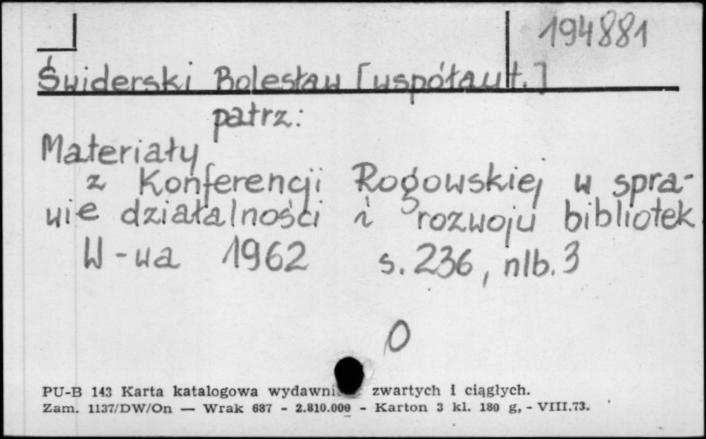 194881
Świderski Bolesław [współaut.]
patrz:
Materiały
z Konferencji Rogowskiej w spra-
wie działalności i rozwoju bibliotek
W-wa 1962 s. 236, nlb. 3
0
PU-B 143 Karta katalogowa zwartych i ciągłych.
Zam. 1137/DW/On — Wrak 687 - 2.810.000 - Karton 3 kl. 180 g, - VIII.73.